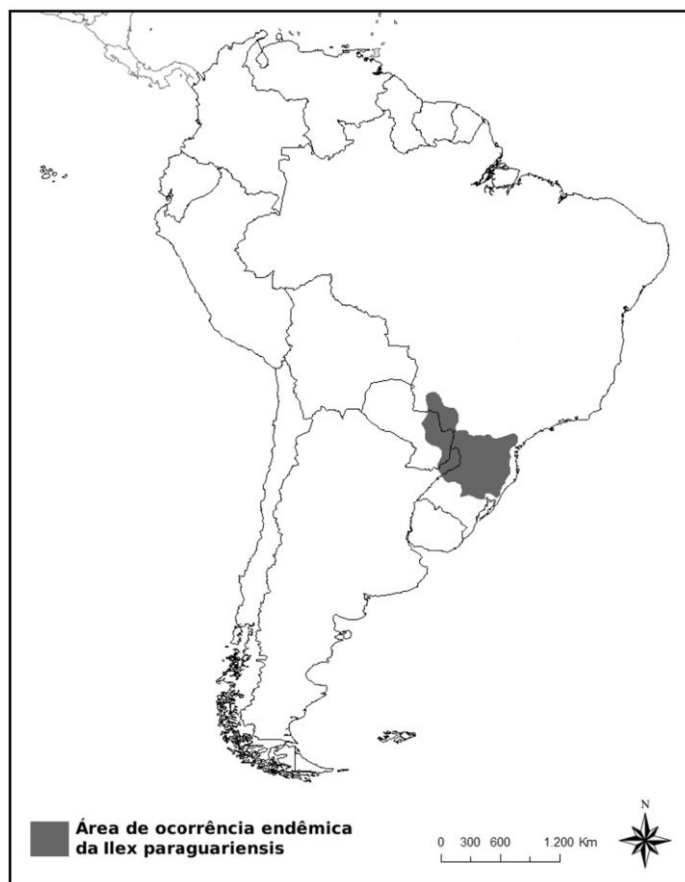 Área de ocorrência endêmica
da Ilex paraguariensis
0 300 600 1.200 Km
N